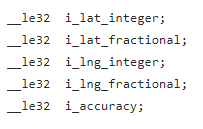 __le32  i_lat_integer;
__le32  i_lat_fractional;
__le32  i_lng_integer;
__le32  i_lng_fractional;
__le32  i_accuracy;